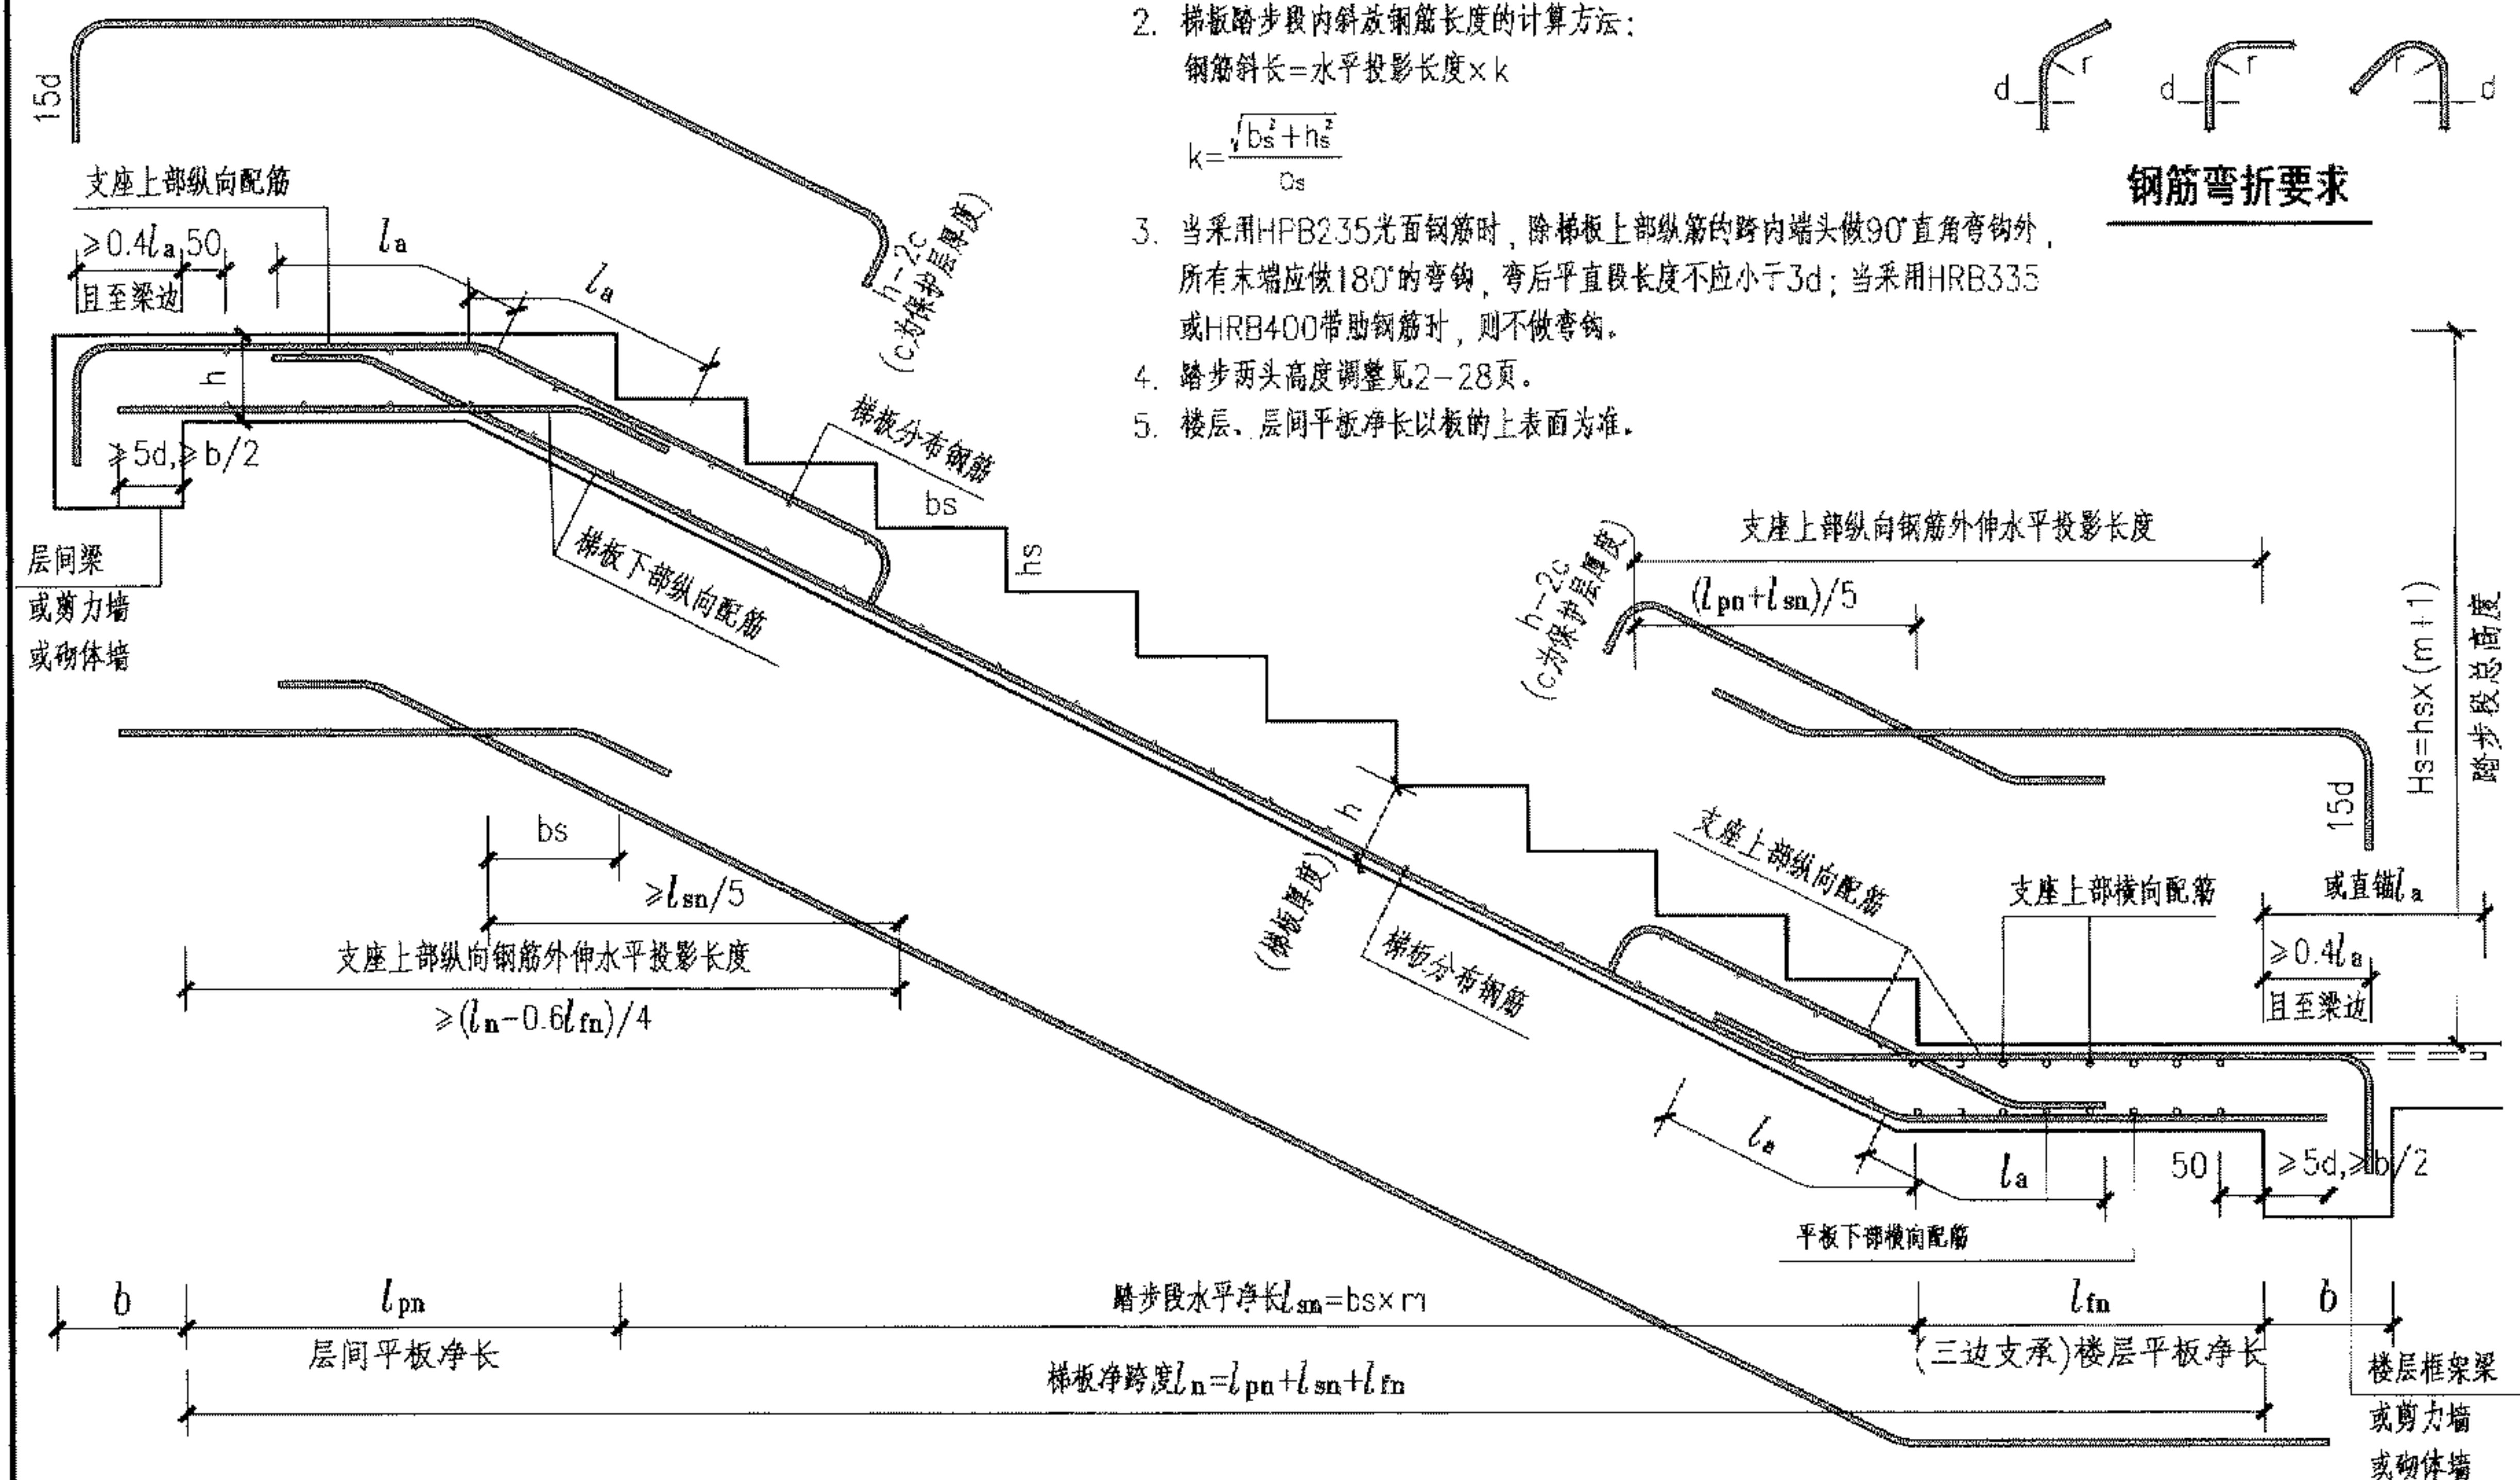 2. 梯板踏步段内斜放钢筋长度的计算方法:
钢筋斜长=水平投影长度×k
k=√bs²+hs²
bs
3. 当采用HPB235光面钢筋时,除梯板上部纵筋的跨内端头做90°直角弯钩外,
所有末端应做180°的弯钩,弯后平直段长度不应小于3d;当采用HRB335
或HRB400带肋钢筋时,则不做弯钩。
4. 踏步两头高度调整见2-28页。
5. 楼层、层间平板净长以板的上表面为准。
d r
d r
r d
钢筋弯折要求
15d
支座上部纵向配筋
≥0.4la 50
且至梁边
la
la
h-2c
(c为保护层厚度)
h
≥5d,≥b/2
层间梁
或剪力墙
或砌体墙
梯板分布钢筋
梯板下部纵向配筋
bs
hs
支座上部纵向钢筋外伸水平投影长度
h-2c
(c为保护层厚度)
(lpn+lsn)/5
Hs=hs×(m+1)
踏步段总高度
15d
bs
≥lsn/5
支座上部纵向钢筋外伸水平投影长度
≥(ln-0.6lfn)/4
h
(梯板厚度)
支座上部纵向配筋
支座上部横向配筋
或直锚la
≥0.4la
且至梁边
梯板分布钢筋
la
la
50
≥5d,≥b/2
平板下部横向配筋
b
lpn
踏步段水平净长lsn=bs×m
lfn
b
层间平板净长
(三边支承)楼层平板净长
梯板净跨度ln=lpn+lsn+lfn
楼层框架梁
或剪力墙
或砌体墙